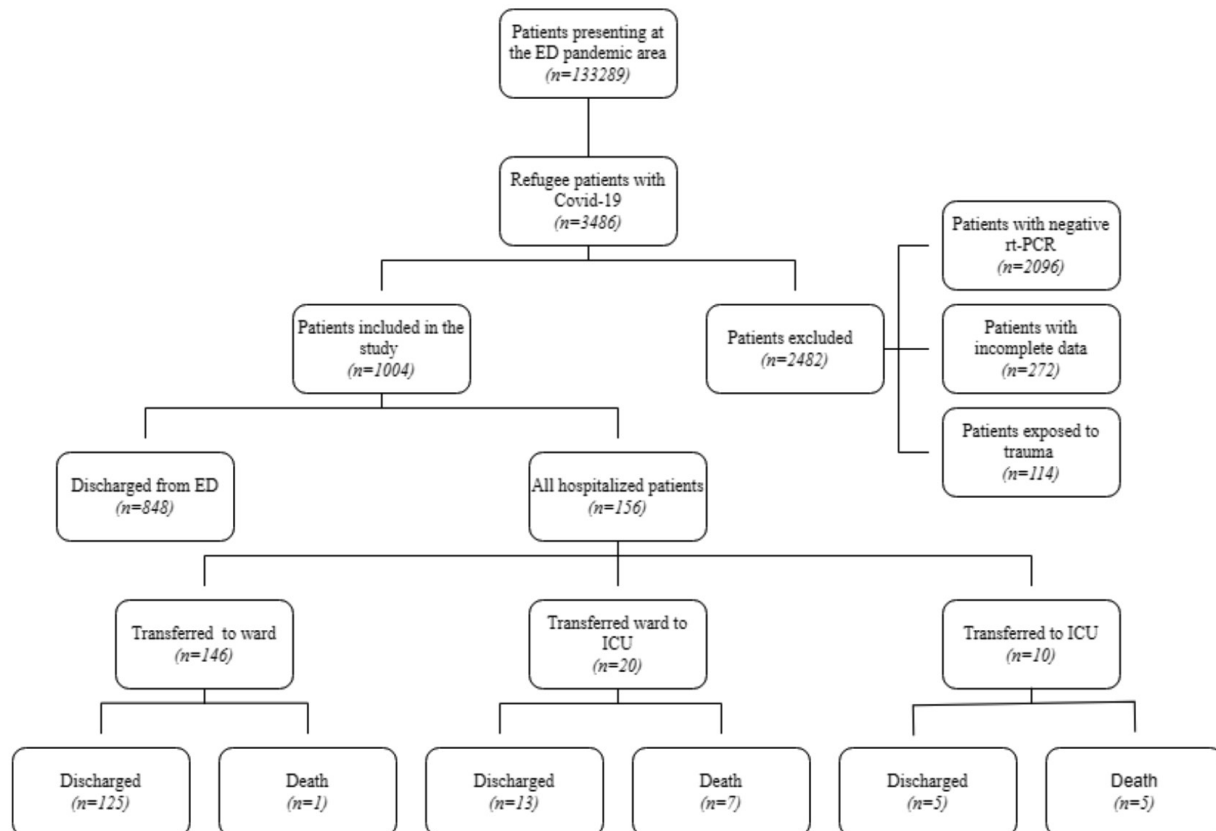 Patients presenting at
the ED pandemic area
(n=133289)
Refugee patients with
Covid-19
(n=3486)
Patients with negative
rt-PCR
(n=2096)
Patients included in the
study
(n=1004)
Patients excluded
(n=2482)
Patients with
incomplete data
(n=272)
Patients exposed to
trauma
(n=114)
Discharged from ED
(n=848)
All hospitalized patients
(n=156)
Transferred to ward
(n=146)
Transferred ward to
ICU
(n=20)
Transferred to ICU
(n=10)
Discharged
(n=125)
Death
(n=1)
Discharged
(n=13)
Death
(n=7)
Discharged
(n=5)
Death
(n=5)